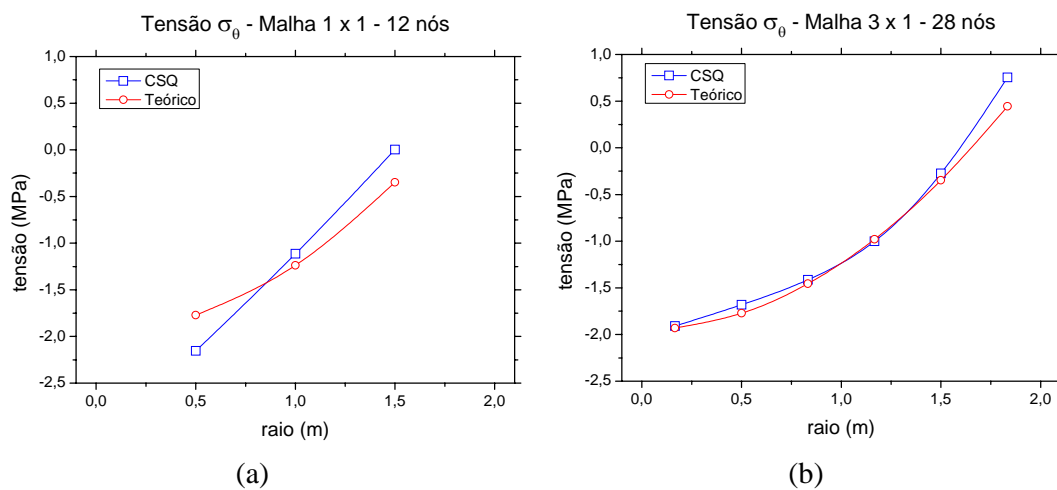 Tensão σθ - Malha 1 x 1 - 12 nós
1,0
0,5
0,0
-0,5
-1,0
-1,5
-2,0
-2,5
tensão (MPa)
CSQ
Teórico
0,0 0,5 1,0 1,5 2,0
raio (m)
(a)
Tensão σθ - Malha 3 x 1 - 28 nós
1,0
0,5
0,0
-0,5
-1,0
-1,5
-2,0
-2,5
tensão (MPa)
CSQ
Teórico
0,0 0,5 1,0 1,5 2,0
raio (m)
(b)